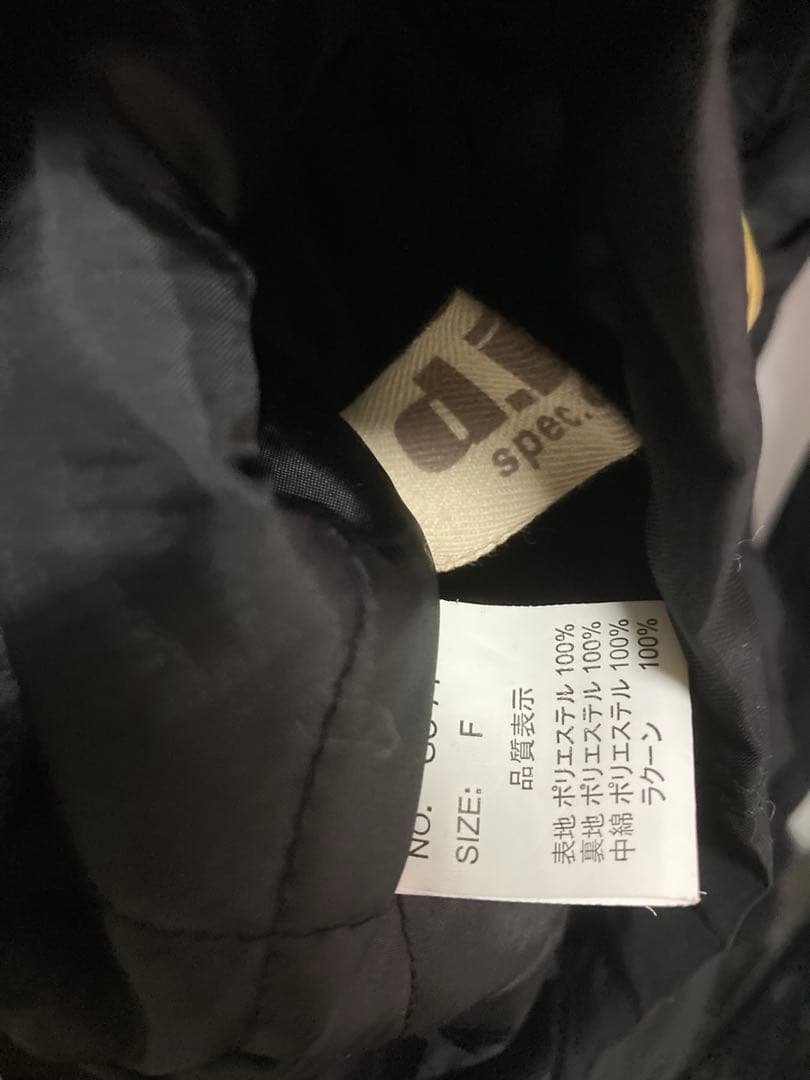 spec.
SIZE: F
品質表示
表地 ポリエステル 100%
裏地 ポリエステル 100%
中綿 ポリエステル 100%
ラクーン 100%